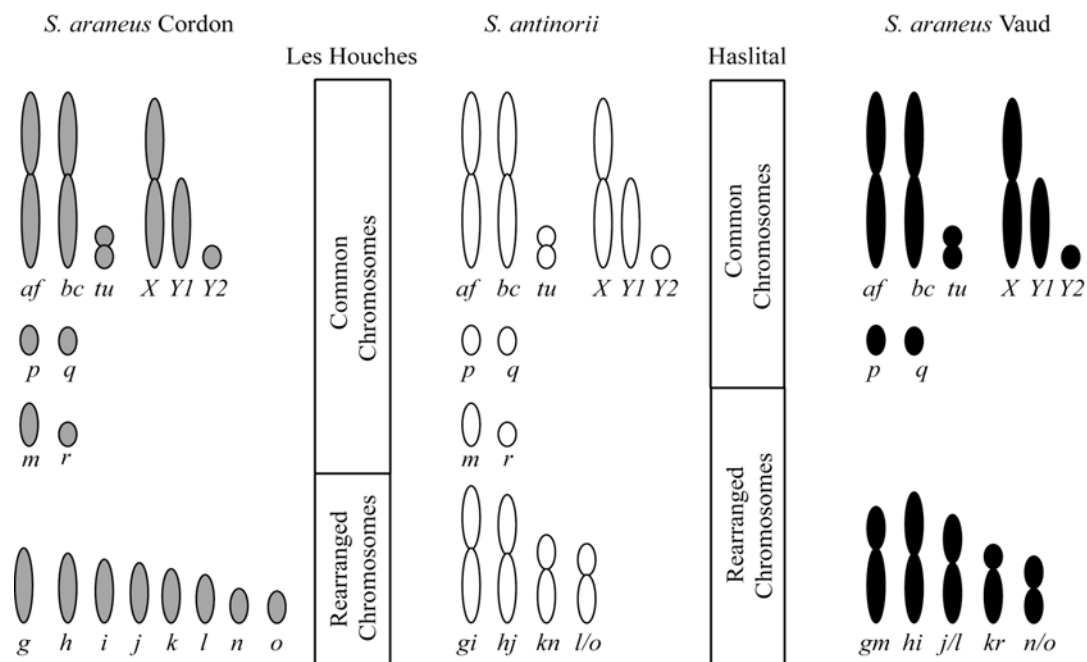 S. araneus Cordon
Les Houches
Common
Chromosomes
Rearranged
Chromosomes
af bc tu X Y1 Y2
p q
m r
g h i j k l n o
S. antinorii
Haslital
Common
Chromosomes
Rearranged
Chromosomes
af bc tu X Y1 Y2
p q
m r
gi hj kn l/o
S. araneus Vaud
af bc tu X Y1 Y2
p q
gm hi j/l kr n/o